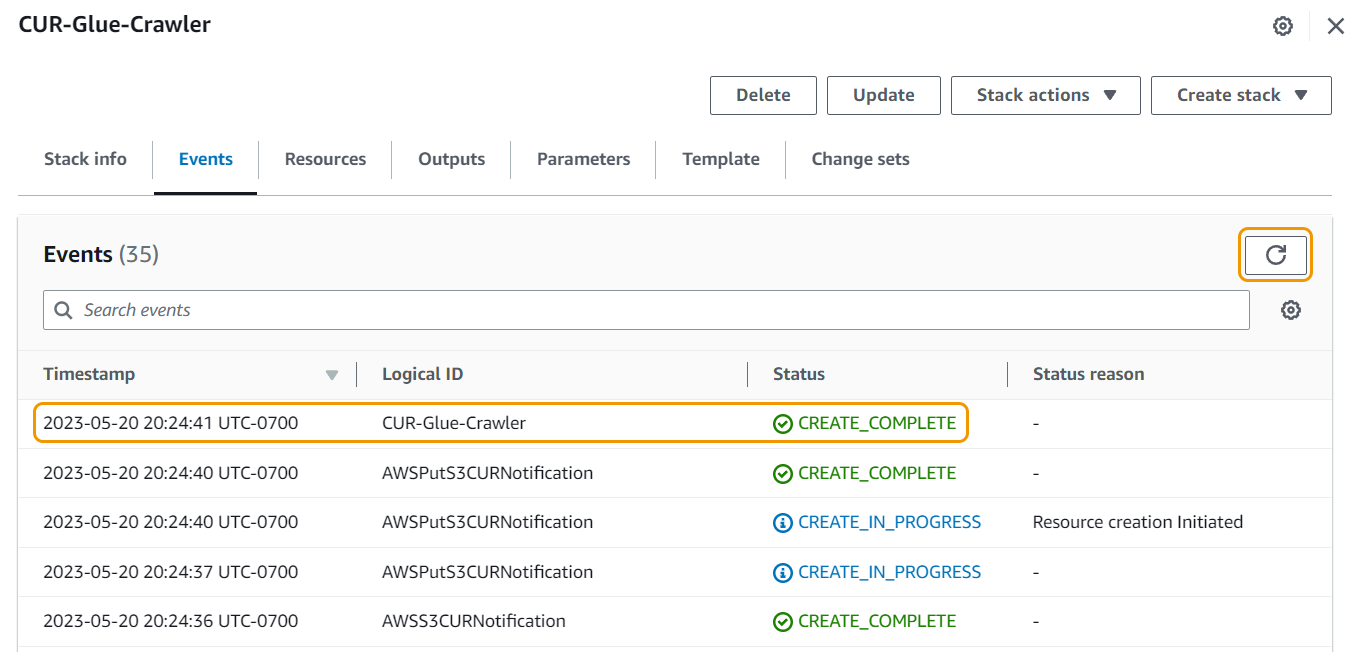 CUR-Glue-Crawler
Delete Update Stack actions Create stack
Stack info Events Resources Outputs Parameters Template Change sets
Events (35)
Search events
Timestamp Logical ID Status Status reason
2023-05-20 20:24:41 UTC-0700 CUR-Glue-Crawler CREATE_COMPLETE -
2023-05-20 20:24:40 UTC-0700 AWSPutS3CURNotification CREATE_COMPLETE -
2023-05-20 20:24:40 UTC-0700 AWSPutS3CURNotification CREATE_IN_PROGRESS Resource creation Initiated
2023-05-20 20:24:37 UTC-0700 AWSPutS3CURNotification CREATE_IN_PROGRESS -
2023-05-20 20:24:36 UTC-0700 AWSS3CURNotification CREATE_COMPLETE -